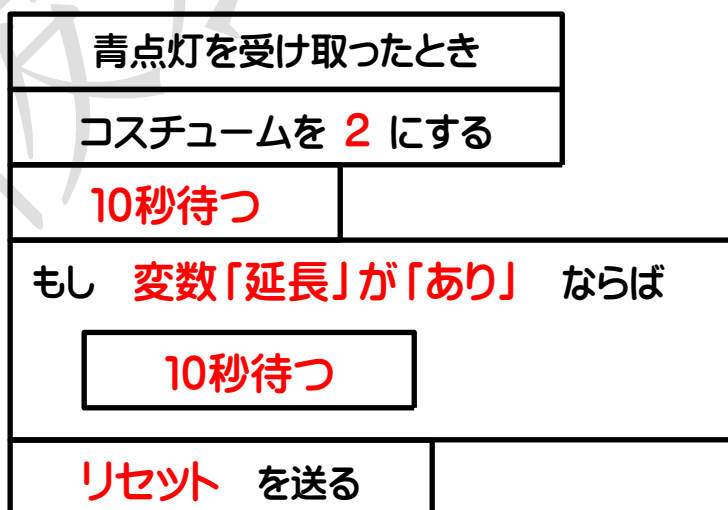 青点灯を受け取ったとき
コスチュームを 2 にする
10秒待つ
もし 変数「延長」が「あり」 ならば
10秒待つ
リセット を送る